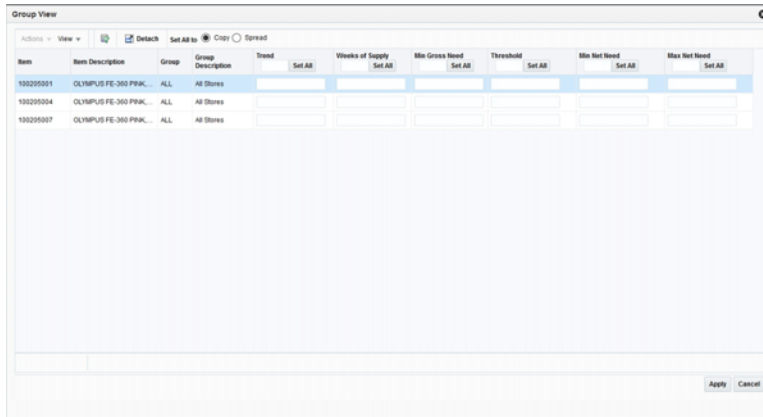 Group View
Actions View Detach Set All to Copy Spread
Item Item Description Group Group Description Trend Set All Weeks of Supply Set All Min Gross Need Set All Threshold Set All Min Net Need Set All Max Net Need Set All
100205001 OLYMPUS FE-360 PINK,... ALL All Stores
100205004 OLYMPUS FE-360 PINK,... ALL All Stores
100205007 OLYMPUS FE-360 PINK,... ALL All Stores
Apply Cancel